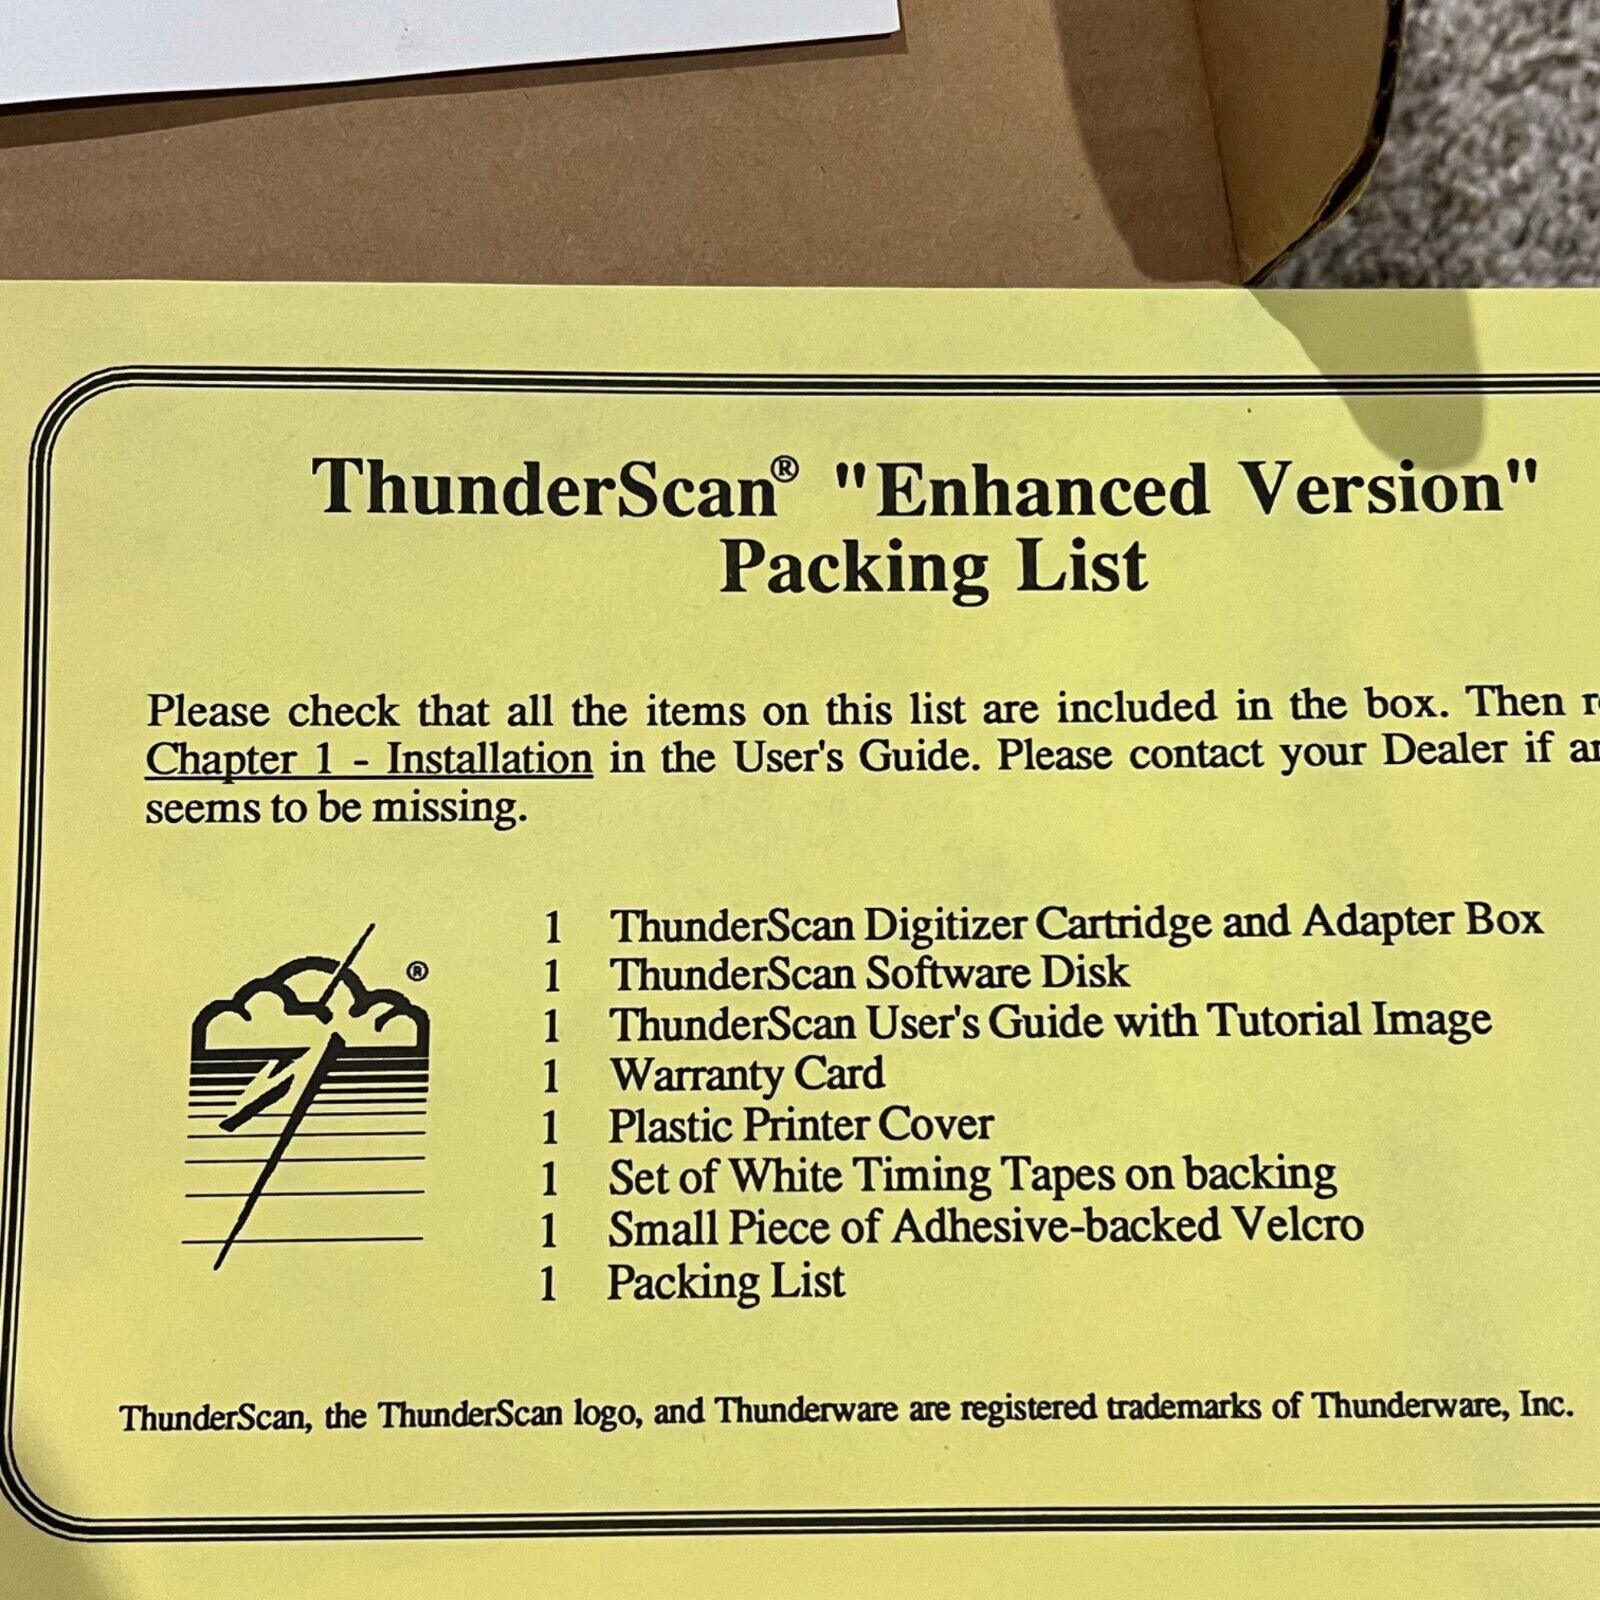 ThunderScan® "Enhanced Version"
Packing List
Please check that all the items on this list are included in the box. Then
Chapter 1 - Installation in the User's Guide. Please contact your Dealer if
seems to be missing.
1 ThunderScan Digitizer Cartridge and Adapter Box
1 ThunderScan Software Disk
1 ThunderScan User's Guide with Tutorial Image
1 Warranty Card
1 Plastic Printer Cover
1 Set of White Timing Tapes on backing
1 Small Piece of Adhesive-backed Velcro
1 Packing List
®
ThunderScan, the ThunderScan logo, and Thunderware are registered trademarks of Thunderware, Inc.